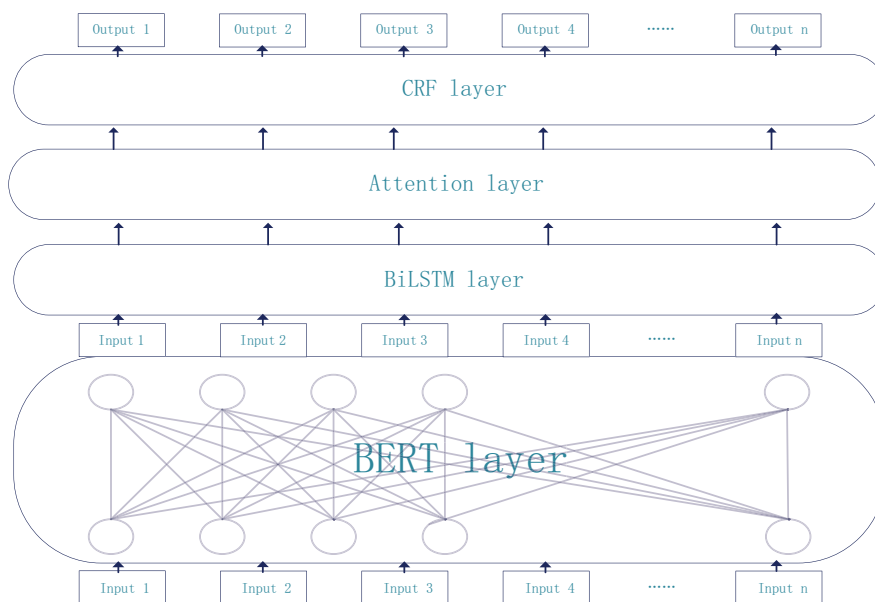 Output 1 Output 2 Output 3 Output 4 …… Output n
CRF layer
Attention layer
BiLSTM layer
Input 1 Input 2 Input 3 Input 4 …… Input n
BERT layer
Input 1 Input 2 Input 3 Input 4 …… Input n